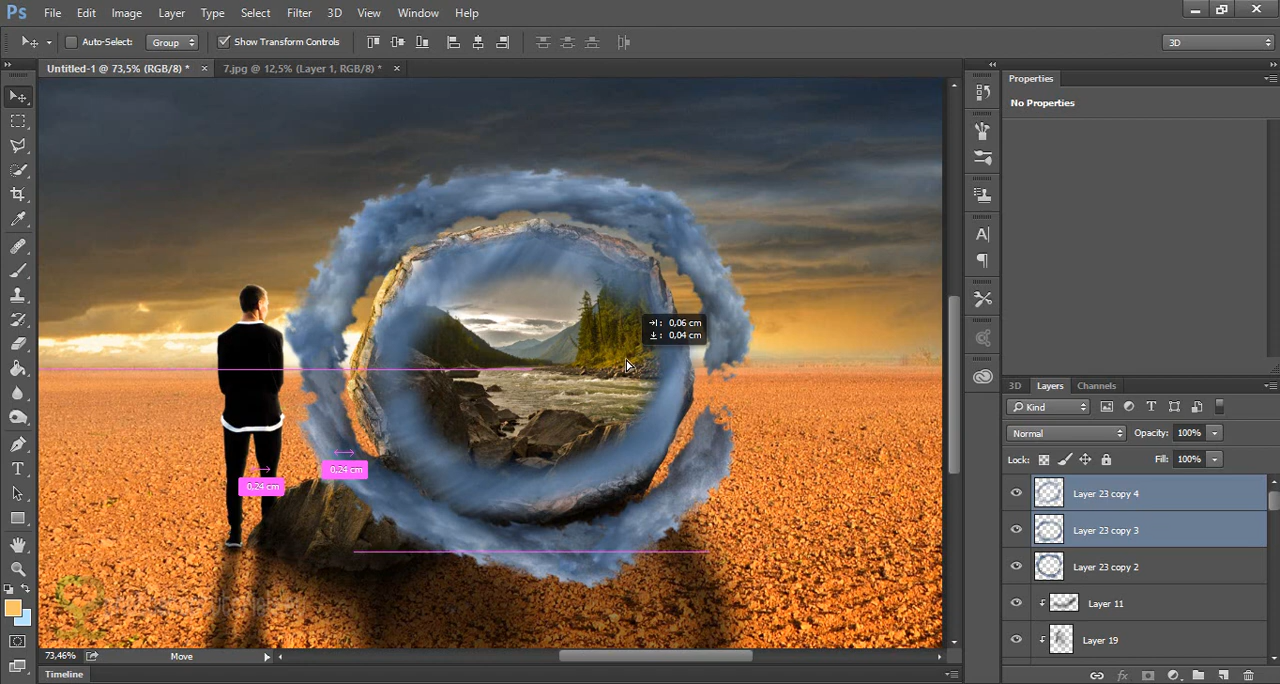 Ps File Edit Image Layer Type Select Filter 3D View Window Help
Auto-Select: Group Show Transform Controls 3D
Untitled-1 @ 73,5% (RGB/8) * × 7.jpg @ 12,5% (Layer 1, RGB/8) * ×
Properties
No Properties
0,06 cm
0,04 cm
0,24 cm
0,24 cm
3D Layers Channels
Kind
Normal Opacity: 100%
Lock: Fill: 100%
Layer 23 copy 4
Layer 23 copy 3
Layer 23 copy 2
Layer 11
Layer 19
73,46% Move
Timeline